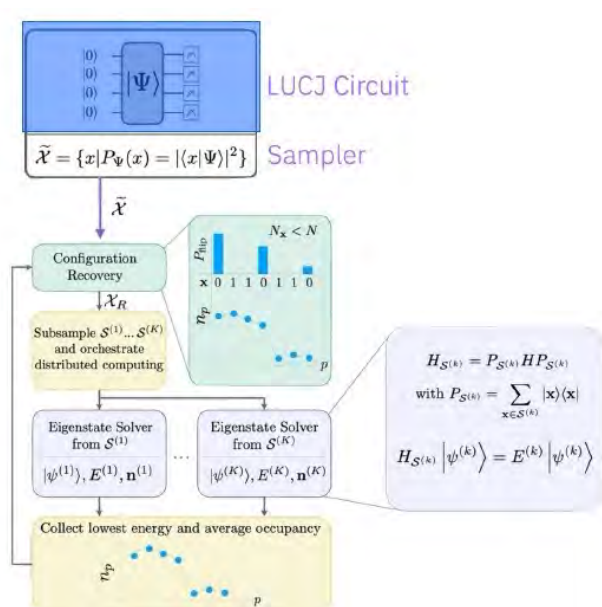 |0⟩
|0⟩
|0⟩
|0⟩
|Ψ⟩
LUCJ Circuit
𝒳̃ = {x|P_Ψ(x) = |⟨x|Ψ⟩|²}
Sampler
𝒳̃
Configuration
Recovery
P_flip
N_x < N
x 0 1 1 0 0 1 1 0
n_p
p
𝒳_R
Subsample 𝒮^(1)...𝒮^(K)
and orchestrate
distributed computing
Eigenstate Solver
from 𝒮^(1)
|ψ^(1)⟩, E^(1), n^(1)
...
Eigenstate Solver
from 𝒮^(K)
|ψ^(K)⟩, E^(K), n^(K)
H_𝒮^(k) = P_𝒮^(k) H P_𝒮^(k)
with P_𝒮^(k) = ∑_{x∈𝒮^(k)} |x⟩⟨x|
H_𝒮^(k) |ψ^(k)⟩ = E^(k) |ψ^(k)⟩
Collect lowest energy and average occupancy
n_p
p